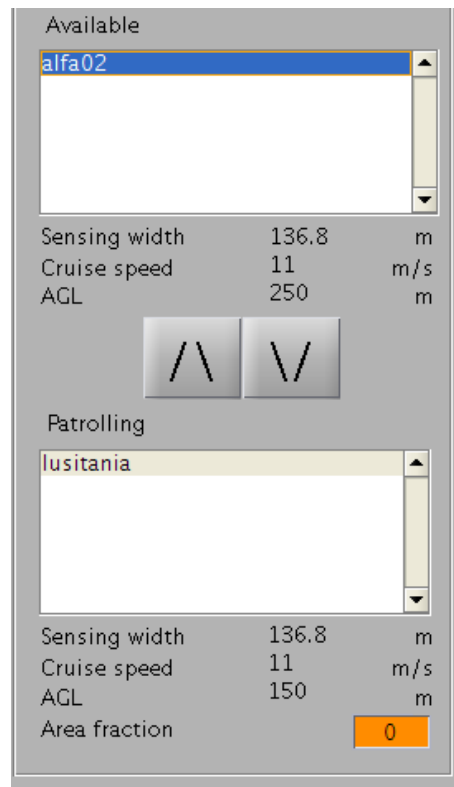 Available
alfa02
Sensing width 136.8 m
Cruise speed 11 m/s
AGL 250 m
/\ \/
Patrolling
lusitania
Sensing width 136.8 m
Cruise speed 11 m/s
AGL 150 m
Area fraction 0